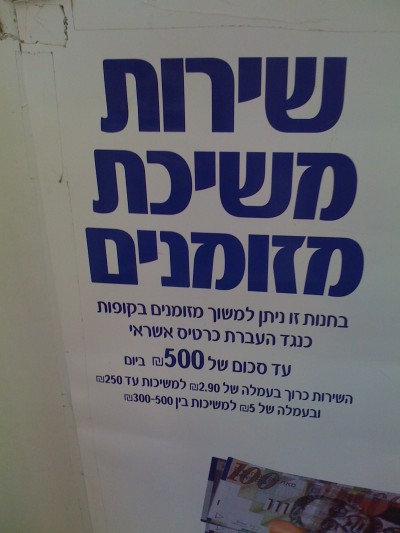 שירות
משיכת
מזומנים
בחנות זו ניתן למשוך מזומנים בקופות
כנגד העברת כרטיס אשראי
עד סכום של 500₪ ביום
השירות כרוך בעמלה של 2.90₪ למשיכות עד 250₪
ובעמלה של 5₪ למשיכות בין 300-500₪
100